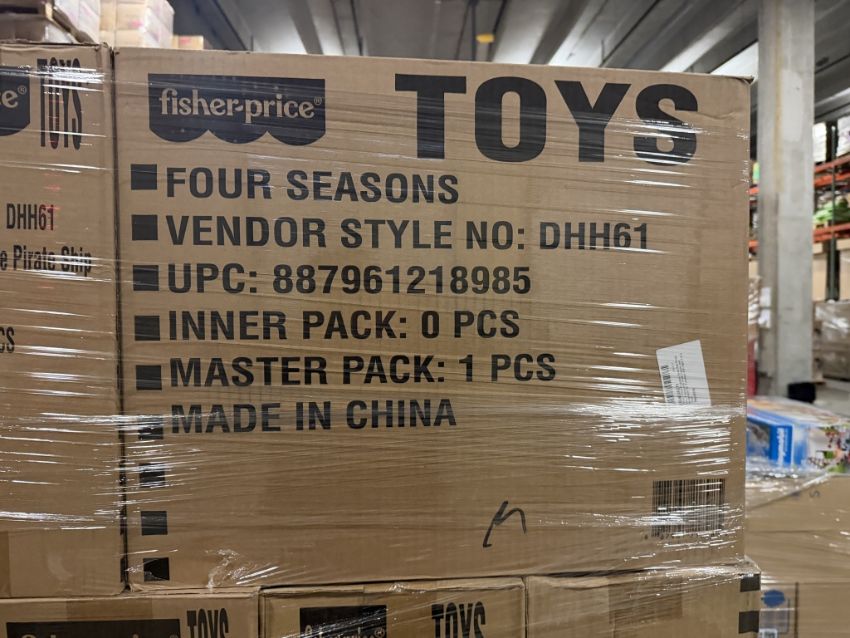 fisher-price®
TOYS
FOUR SEASONS
VENDOR STYLE NO: DHH61
UPC: 887961218985
INNER PACK: 0 PCS
MASTER PACK: 1 PCS
MADE IN CHINA
TOYS
DHH61
Pirate Ship
TOYS
TOYS